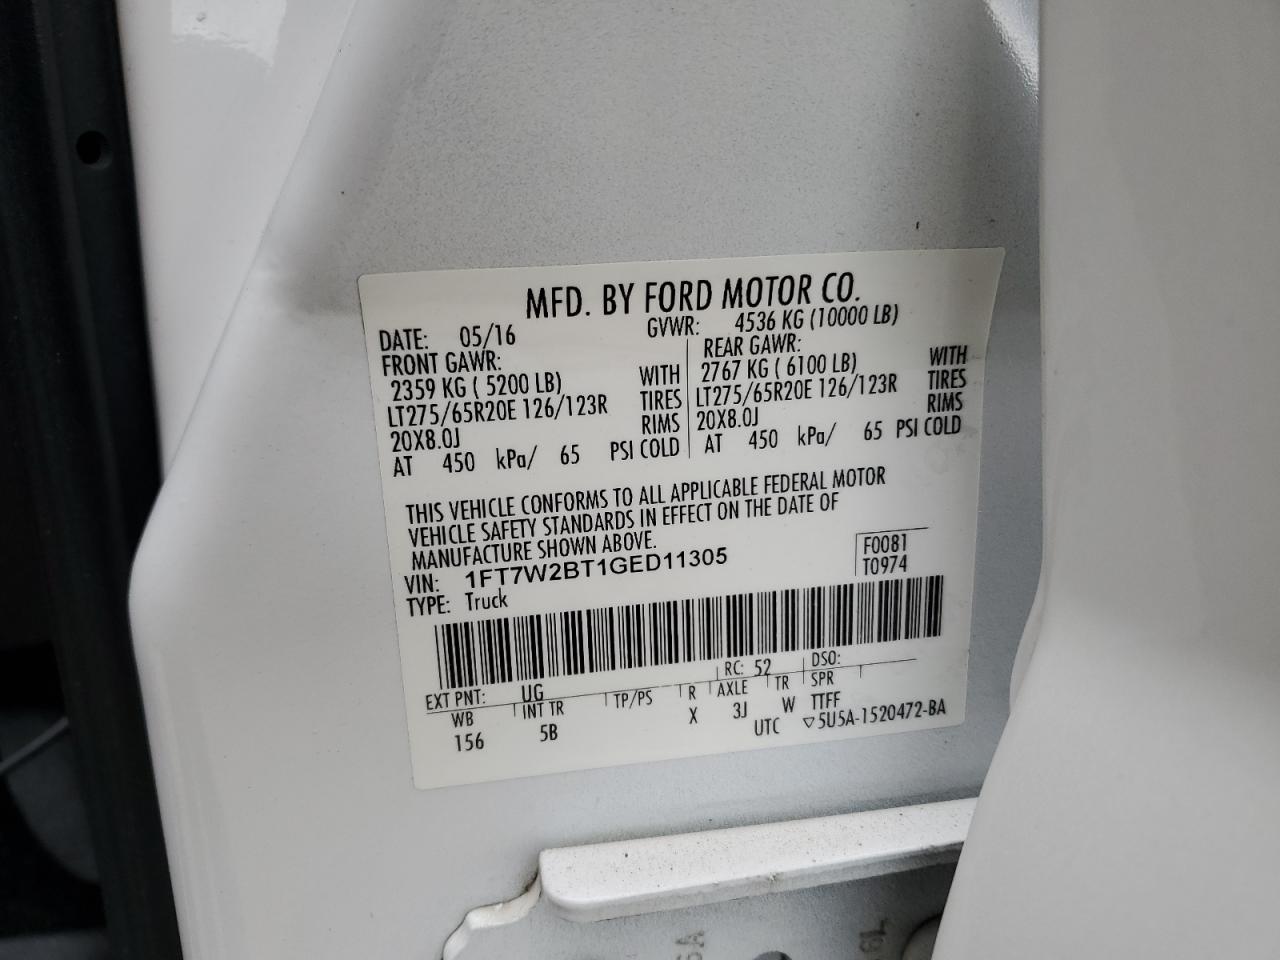 MFD. BY FORD MOTOR CO.
DATE: 05/16 GVWR: 4536 KG (10000 LB)
FRONT GAWR: REAR GAWR:
2359 KG ( 5200 LB) WITH 2767 KG ( 6100 LB) WITH
LT275/65R20E 126/123R TIRES LT275/65R20E 126/123R TIRES
20X8.0J RIMS 20X8.0J RIMS
AT 450 kPa/ 65 PSI COLD AT 450 kPa/ 65 PSI COLD
THIS VEHICLE CONFORMS TO ALL APPLICABLE FEDERAL MOTOR
VEHICLE SAFETY STANDARDS IN EFFECT ON THE DATE OF
MANUFACTURE SHOWN ABOVE.
VIN: 1FT7W2BT1GED11305 F0081
TYPE: Truck T0974
EXT PNT: UG RC: 52 DSO:
WB INT TR TP/PS R AXLE TR SPR
156 5B X 3J W TTFF
UTC ▽5U5A-1520472-BA